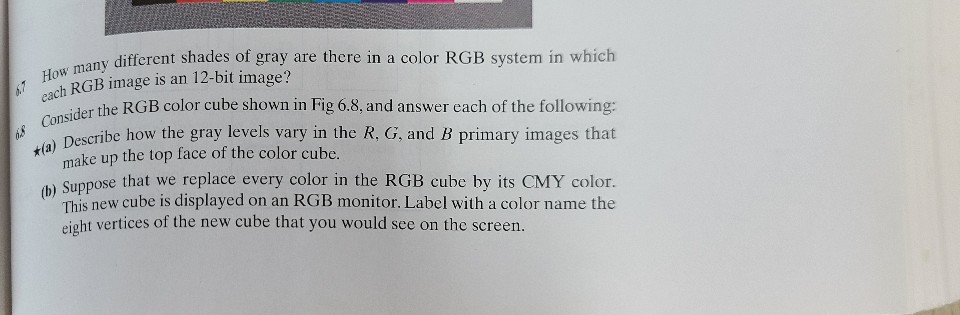 6.7 How many different shades of gray are there in a color RGB system in which
each RGB image is an 12-bit image?
6.8 Consider the RGB color cube shown in Fig 6.8, and answer each of the following:
★(a) Describe how the gray levels vary in the R, G, and B primary images that
make up the top face of the color cube.
(b) Suppose that we replace every color in the RGB cube by its CMY color.
This new cube is displayed on an RGB monitor. Label with a color name the
eight vertices of the new cube that you would see on the screen.